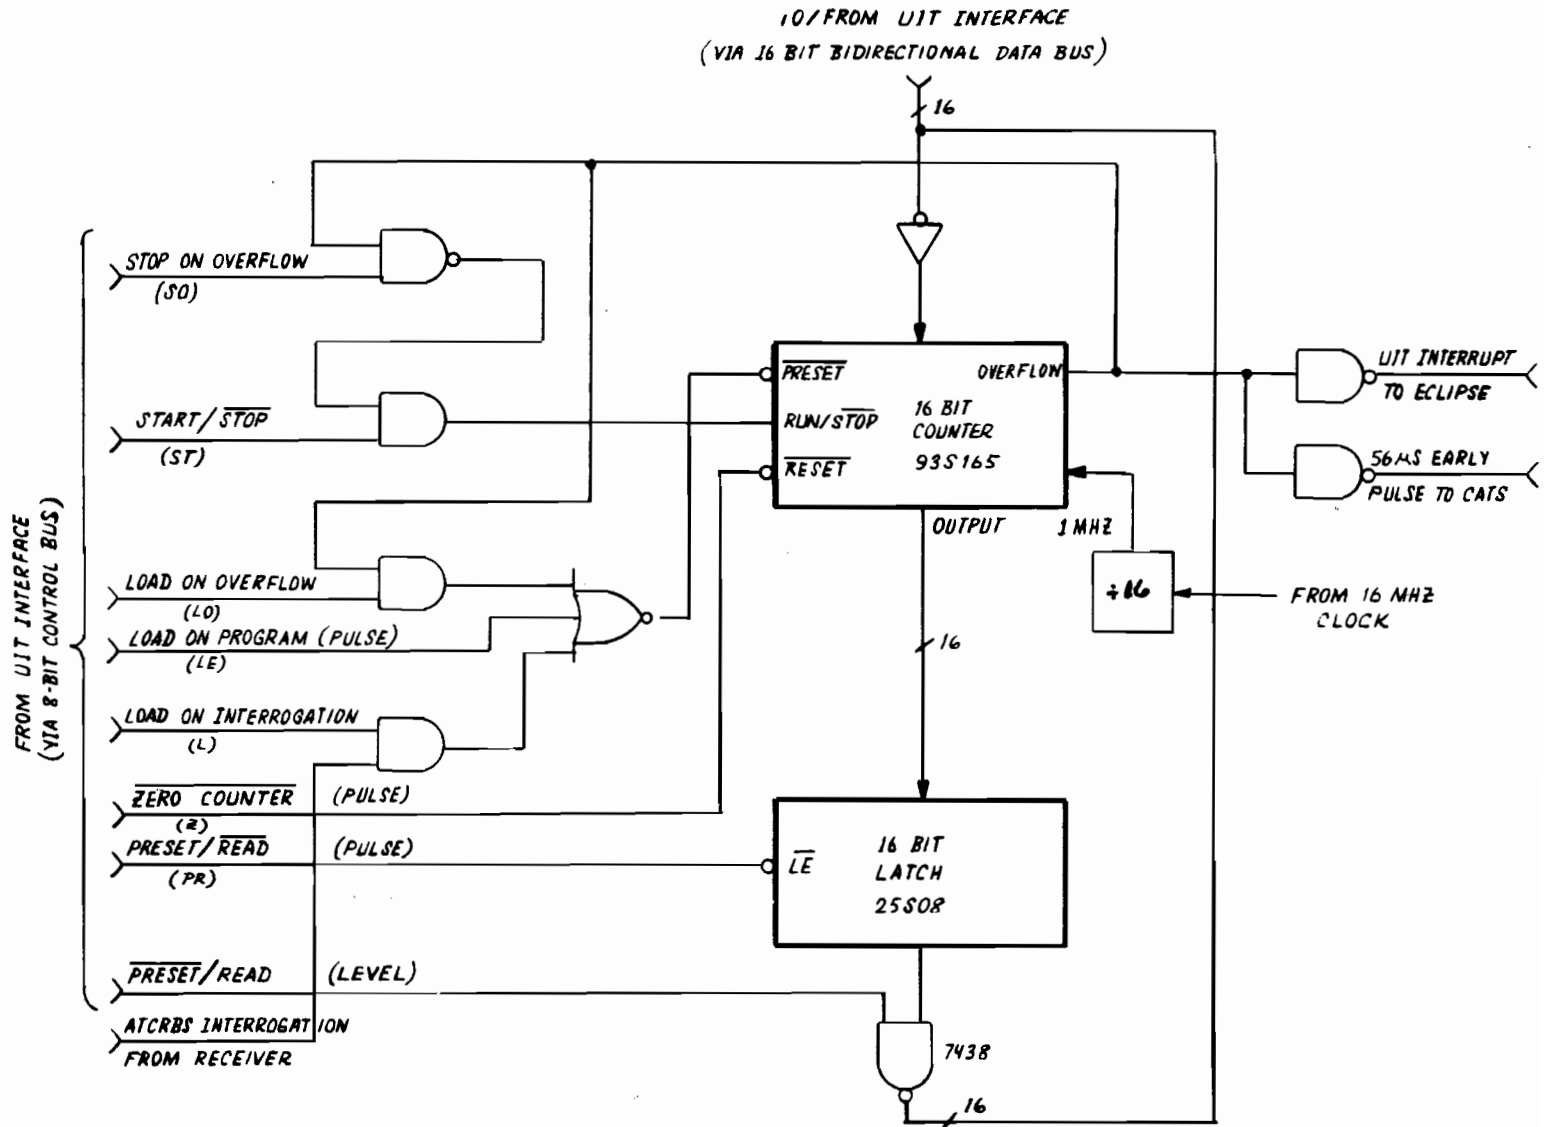 TO/FROM UIT INTERFACE
(VIA 16 BIT BIDIRECTIONAL DATA BUS)
16
STOP ON OVERFLOW
(SO)
START/STOP
(ST)
LOAD ON OVERFLOW
(LO)
LOAD ON PROGRAM (PULSE)
(LE)
LOAD ON INTERROGATION
(L)
ZERO COUNTER (PULSE)
(Z)
PRESET/READ (PULSE)
(PR)
PRESET/READ (LEVEL)
ATCRBS INTERROGATION
FROM RECEIVER
FROM UIT INTERFACE
(VIA 8-BIT CONTROL BUS)
PRESET
OVERFLOW
RUN/STOP
16 BIT
COUNTER
93S165
RESET
OUTPUT
1 MHZ
÷16
FROM 16 MHZ
CLOCK
UIT INTERRUPT
TO ECLIPSE
56μS EARLY
PULSE TO CATS
16
LE
16 BIT
LATCH
25S08
7438
16